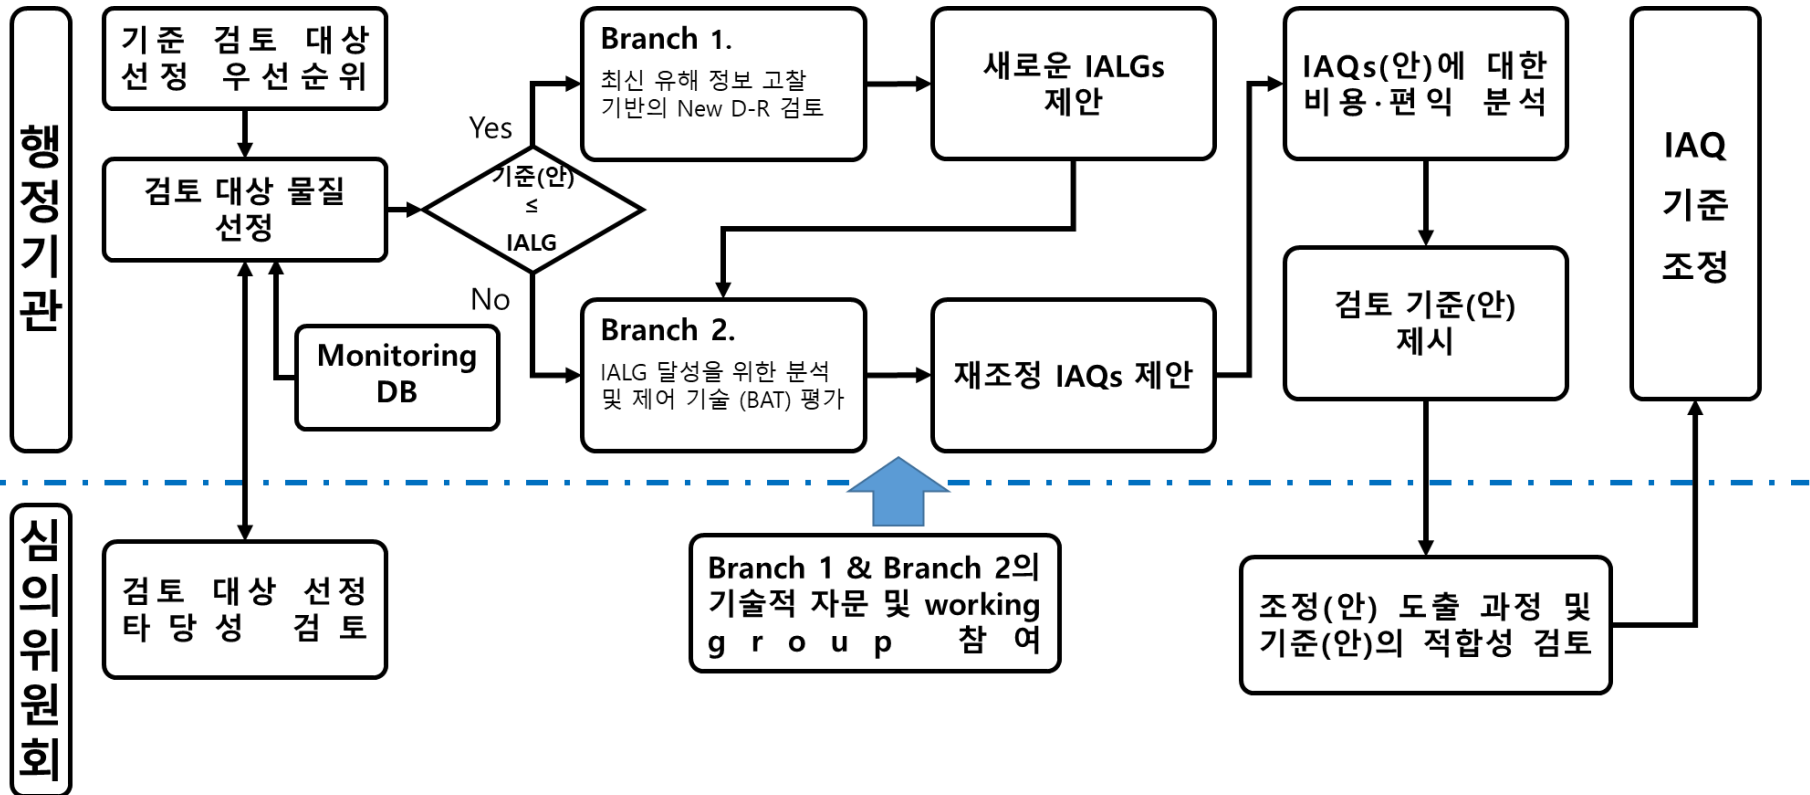 행정기관
기준 검토 대상
선정 우선순위
검토 대상 물질
선정
Monitoring
DB
Yes
No
기준(안)
≤
IALG
Branch 1.
최신 유해 정보 고찰
기반의 New D-R 검토
새로운 IALGs
제안
Branch 2.
IALG 달성을 위한 분석
및 제어 기술 (BAT) 평가
재조정 IAQs 제안
IAQs(안)에 대한
비용·편익 분석
검토 기준(안)
제시
IAQ
기준
조정
심의위원회
검토 대상 선정
타당성 검토
Branch 1 & Branch 2의
기술적 자문 및 working
group 참여
조정(안) 도출 과정 및
기준(안)의 적합성 검토